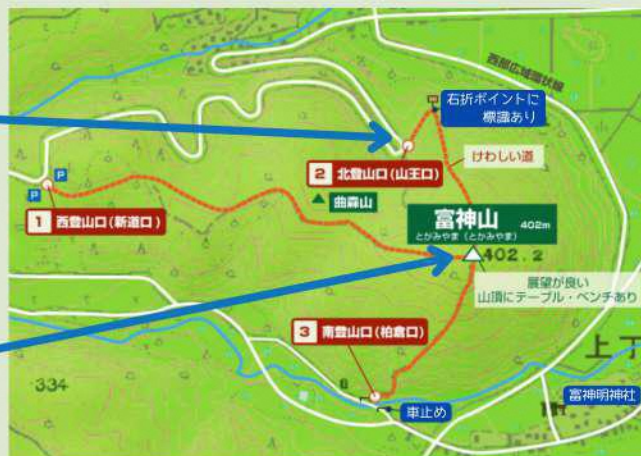 西部広域環状線
右折ポイントに
標識あり
けわしい道
2 北登山口(山王口)
P
P
曲森山
1 西登山口(新道口)
富神山 402m
とがみやま(とかみやま)
402.2
展望が良い
山頂にテーブル・ベンチあり
3 南登山口(柏倉口)
上丁
334
車止め
富神明神社